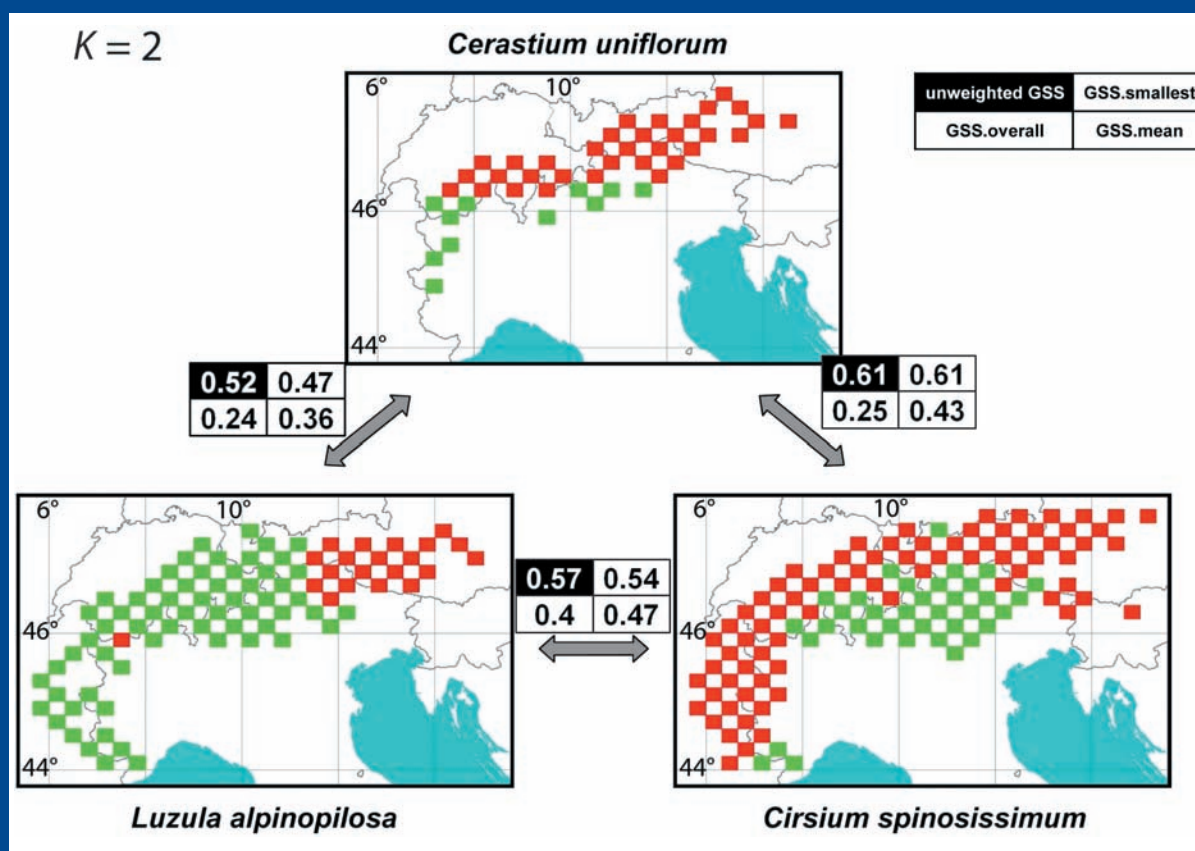 K = 2
Cerastium uniflorum
unweighted GSS GSS.smallest
GSS.overall GSS.mean
6° 10°
46°
44°
0.52 0.47
0.24 0.36
0.61 0.61
0.25 0.43
6° 10°
46°
44°
0.57 0.54
0.4 0.47
6° 10°
46°
44°
Luzula alpinopilosa
Cirsium spinosissimum